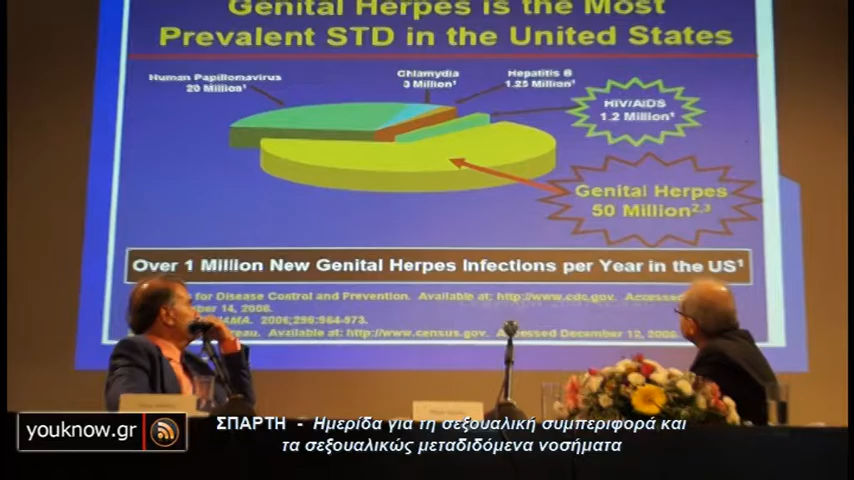 Genital Herpes is the Most
Prevalent STD in the United States
Human Papillomavirus
20 Million¹
Chlamydia
3 Million¹
Hepatitis B
1.25 Million¹
HIV/AIDS
1.2 Million¹
Genital Herpes
50 Million²,³
Over 1 Million New Genital Herpes Infections per Year in the US¹
for Disease Control and Prevention. Available at: http://www.cdc.gov. Accessed
14, 2006.
JAMA. 2006;296:964-973.
Available at: http://www.census.gov. Accessed December 12, 2006.
youknow.gr
ΣΠΑΡΤΗ - Ημερίδα για τη σεξουαλική συμπεριφορά και
τα σεξουαλικώς μεταδιδόμενα νοσήματα